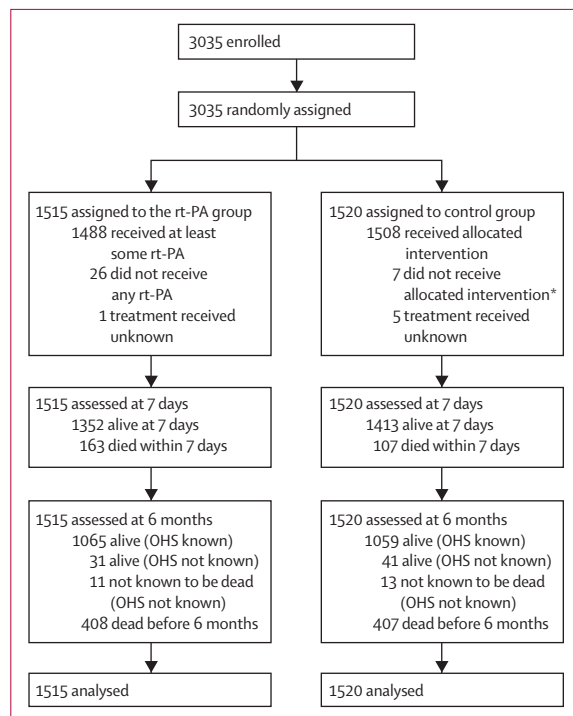 3035 enrolled
3035 randomly assigned
1515 assigned to the rt-PA group
1488 received at least
some rt-PA
26 did not receive
any rt-PA
1 treatment received
unknown
1520 assigned to control group
1508 received allocated
intervention
7 did not receive
allocated intervention*
5 treatment received
unknown
1515 assessed at 7 days
1352 alive at 7 days
163 died within 7 days
1520 assessed at 7 days
1413 alive at 7 days
107 died within 7 days
1515 assessed at 6 months
1065 alive (OHS known)
31 alive (OHS not known)
11 not known to be dead
(OHS not known)
408 dead before 6 months
1520 assessed at 6 months
1059 alive (OHS known)
41 alive (OHS not known)
13 not known to be dead
(OHS not known)
407 dead before 6 months
1515 analysed
1520 analysed